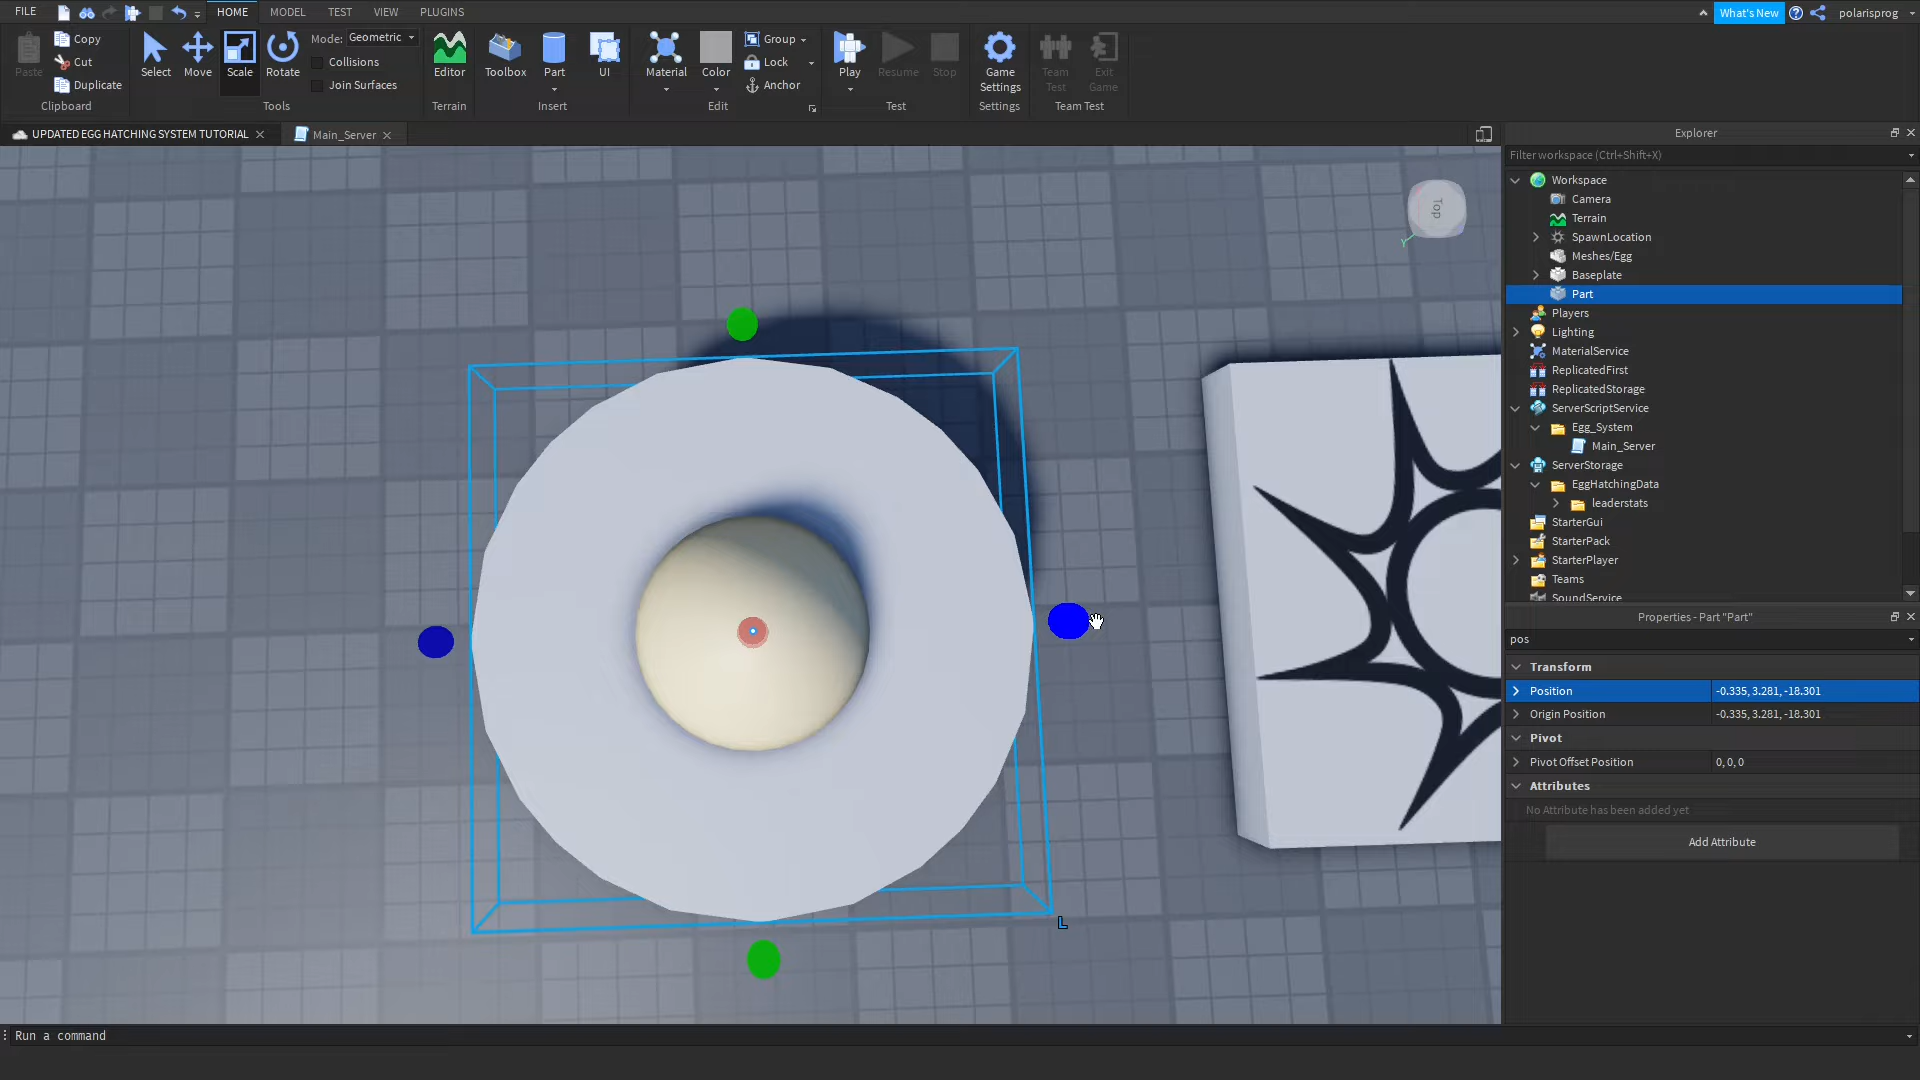 FILE HOME MODEL TEST VIEW PLUGINS What's New polarisprog
Paste Copy Cut Duplicate Clipboard
Select Move Scale Rotate Mode: Geometric Collisions Join Surfaces Tools
Editor Terrain
Toolbox Part UI Insert
Material Color Group Lock Anchor Edit
Play Resume Stop Test
Game Settings Settings
Team Test Exit Game Team Test
UPDATED EGG HATCHING SYSTEM TUTORIAL Main_Server
Top
Y
L
Explorer
Filter workspace (Ctrl+Shift+X)
Workspace
Camera
Terrain
SpawnLocation
Meshes/Egg
Baseplate
Part
Players
Lighting
MaterialService
ReplicatedFirst
ReplicatedStorage
ServerScriptService
Egg_System
Main_Server
ServerStorage
EggHatchingData
leaderstats
StarterGui
StarterPack
StarterPlayer
Teams
SoundService
Properties - Part "Part"
pos
Transform
Position -0.335, 3.281, -18.301
Origin Position -0.335, 3.281, -18.301
Pivot
Pivot Offset Position 0, 0, 0
Attributes
No Attribute has been added yet
Add Attribute
Run a command